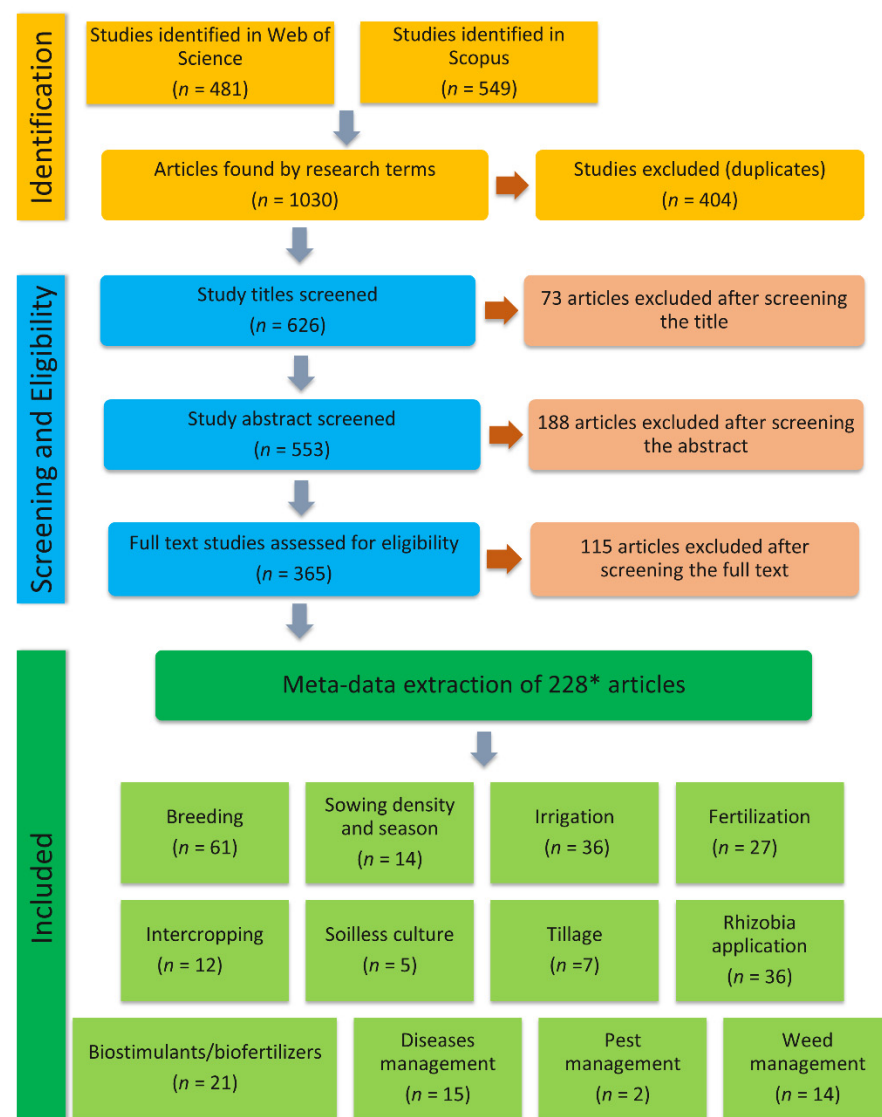 Identification
Studies identified in Web of
Science
(n = 481)
Studies identified in
Scopus
(n = 549)
Articles found by research terms
(n = 1030)
Studies excluded (duplicates)
(n = 404)
Screening and Eligibility
Study titles screened
(n = 626)
73 articles excluded after screening
the title
Study abstract screened
(n = 553)
188 articles excluded after screening
the abstract
Full text studies assessed for eligibility
(n = 365)
115 articles excluded after
screening the full text
Included
Meta-data extraction of 228* articles
Breeding
(n = 61)
Sowing density
and season
(n = 14)
Irrigation
(n = 36)
Fertilization
(n = 27)
Intercropping
(n = 12)
Soilless culture
(n = 5)
Tillage
(n =7)
Rhizobia
application
(n = 36)
Biostimulants/biofertilizers
(n = 21)
Diseases
management
(n = 15)
Pest
management
(n = 2)
Weed
management
(n = 14)